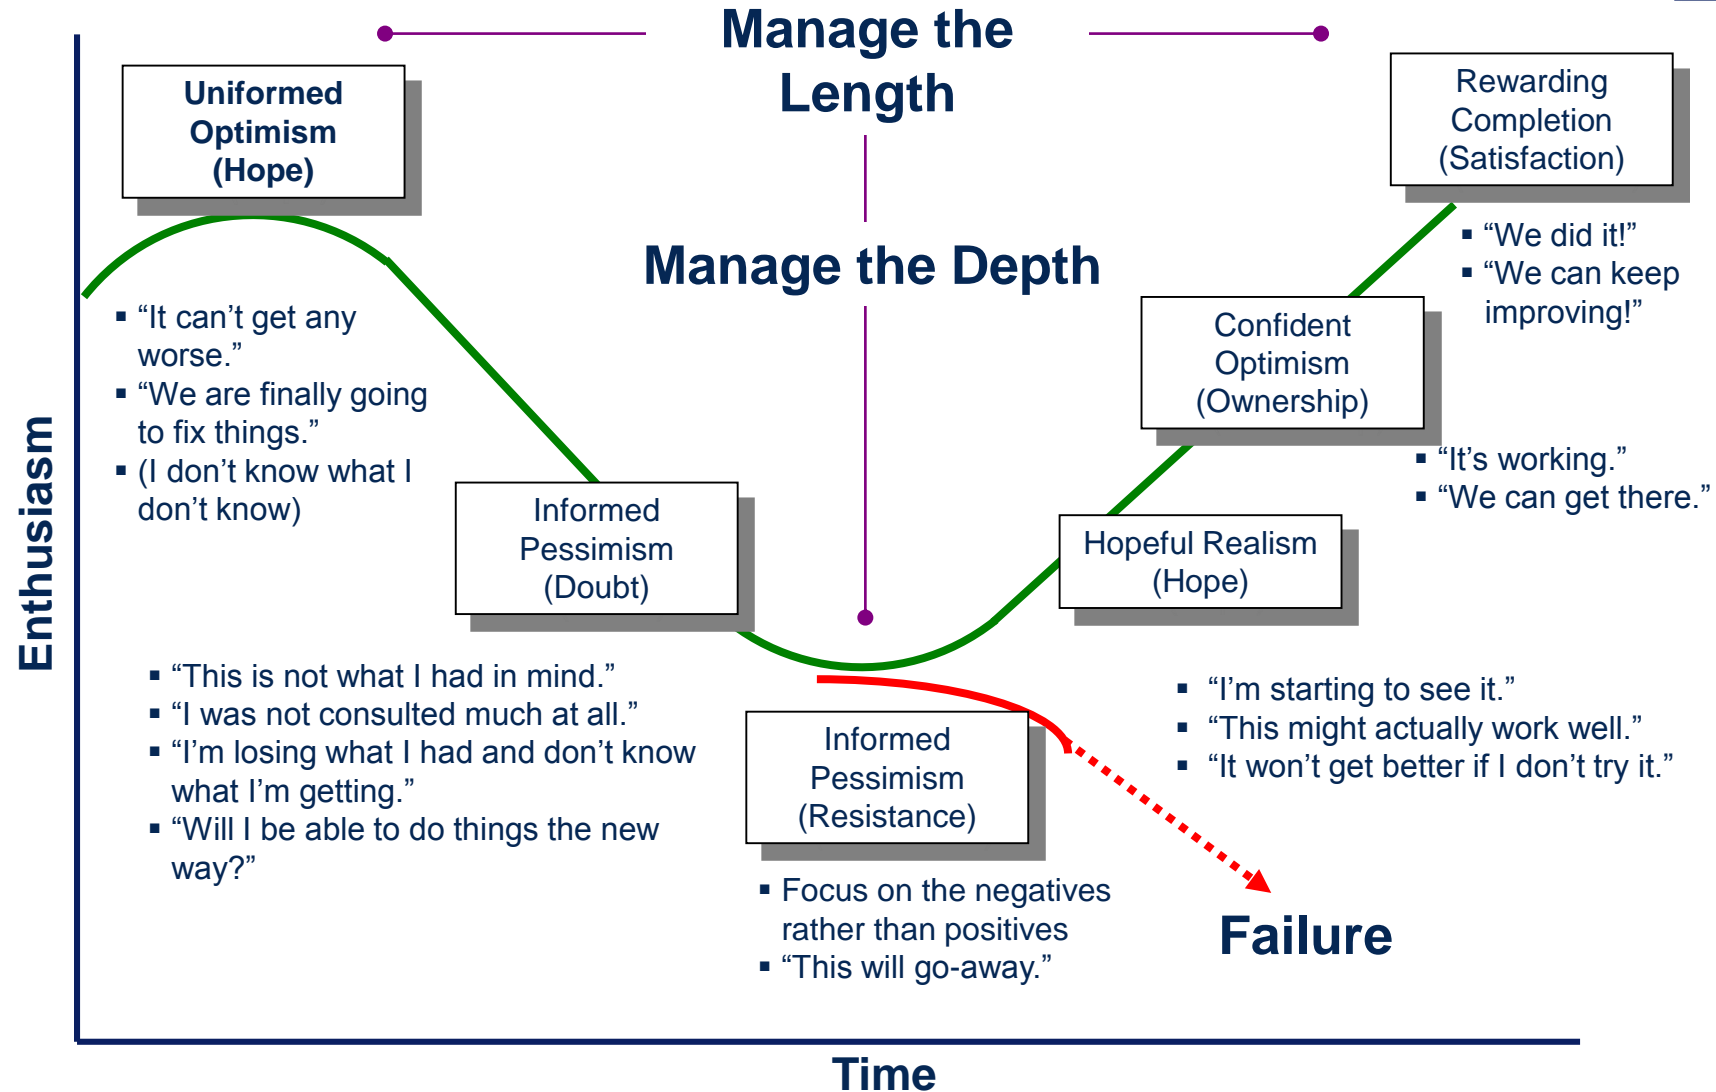 Manage the
Length
Uniformed
Optimism
(Hope)
Rewarding
Completion
(Satisfaction)
▪ “We did it!”
▪ “We can keep
improving!”
Manage the Depth
▪ “It can’t get any
worse.”
▪ “We are finally going
to fix things.”
▪ (I don’t know what I
don’t know)
Confident
Optimism
(Ownership)
▪ “It’s working.”
▪ “We can get there.”
Enthusiasm
Informed
Pessimism
(Doubt)
Hopeful Realism
(Hope)
▪ “This is not what I had in mind.”
▪ “I was not consulted much at all.”
▪ “I’m losing what I had and don’t know
what I’m getting.”
▪ “Will I be able to do things the new
way?”
▪ “I’m starting to see it.”
▪ “This might actually work well.”
▪ “It won’t get better if I don’t try it.”
Informed
Pessimism
(Resistance)
▪ Focus on the negatives
rather than positives
▪ “This will go-away.”
Failure
Time